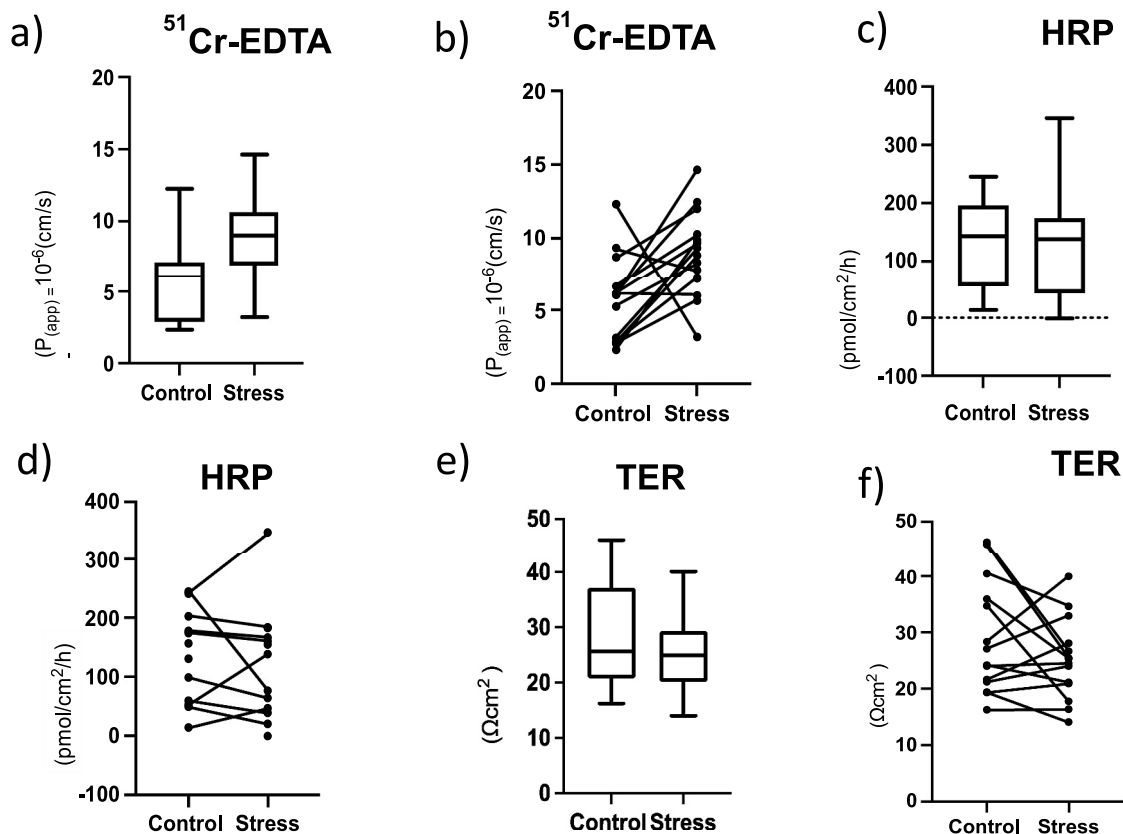 a) ⁵¹Cr-EDTA
20
15
10
5
0
(P(app) = 10⁻⁶(cm/s)
-
Control Stress
b) ⁵¹Cr-EDTA
20
15
10
5
0
(P(app) = 10⁻⁶(cm/s)
Control Stress
c) HRP
400
300
200
100
0
-100
(pmol/cm²/h)
Control Stress
d) HRP
400
300
200
100
0
-100
(pmol/cm²/h)
Control Stress
e) TER
50
40
30
20
10
0
(Ωcm²)
Control Stress
f) TER
50
40
30
20
10
0
(Ωcm²)
Control Stress